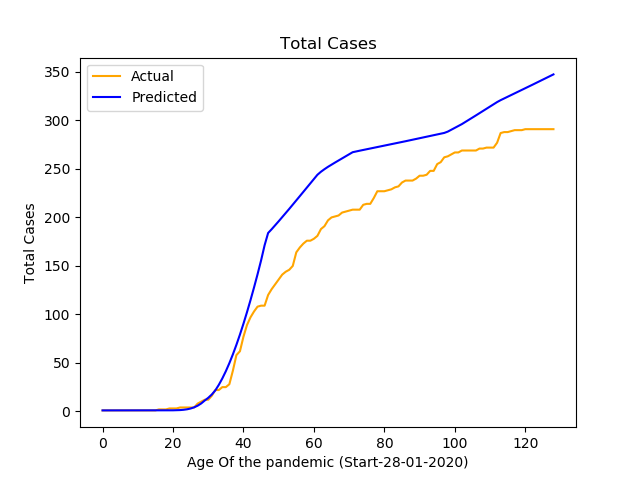 Total Cases
Actual
Predicted
350
300
250
200
150
100
50
0
Total Cases
0 20 40 60 80 100 120
Age Of the pandemic (Start-28-01-2020)